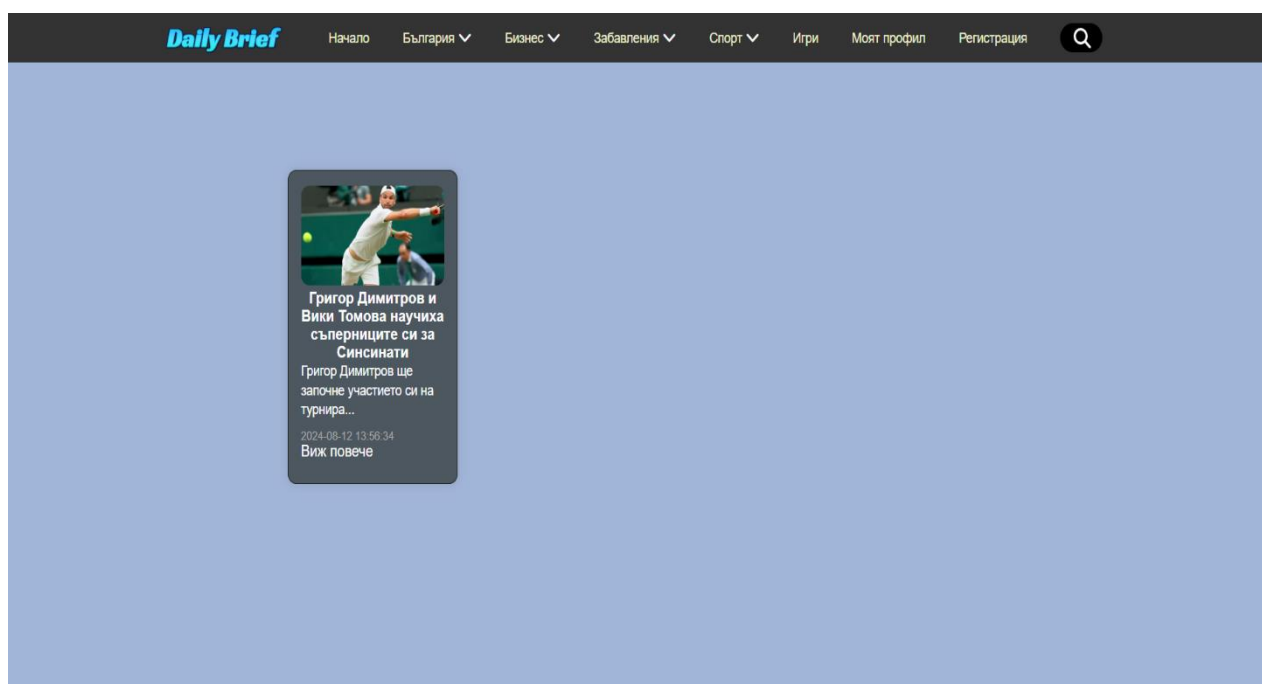 Daily Brief Начало България Бизнес Забавления Спорт Игри Моят профил Регистрация
Григор Димитров и
Вики Томова научиха
съперниците си за
Синсинати
Григор Димитров ще
започне участието си на
турнира...
2024-08-12 13:56:34
Виж повече